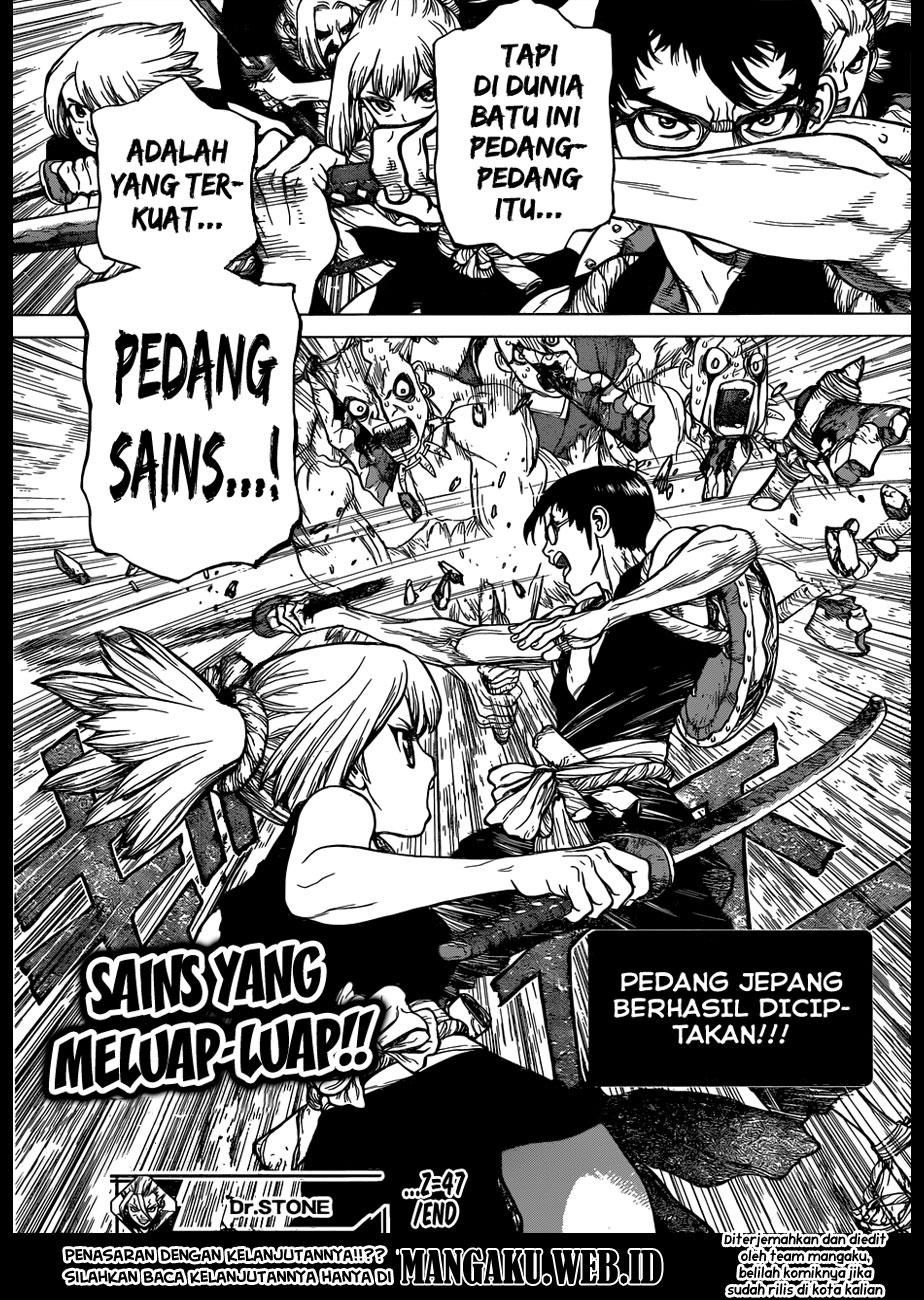 TAPI
DI DUNIA
BATU INI
PEDANG-
PEDANG
ITU...
ADALAH
YANG TER-
KUAT...
PEDANG
SAINS...!
SAINS YANG
MELUAP-LUAP!!
PEDANG JEPANG
BERHASIL DICIP-
TAKAN!!!
Dr.STONE
...Z=47
/END
PENASARAN DENGAN KELANJUTANNYA!!??
SILAHKAN BACA KELANJUTANNYA HANYA DI
MANGAKU.WEB.ID
Diterjemahkan dan diedit
oleh team mangaku,
belilah komiknya jika
sudah rilis di kota kalian